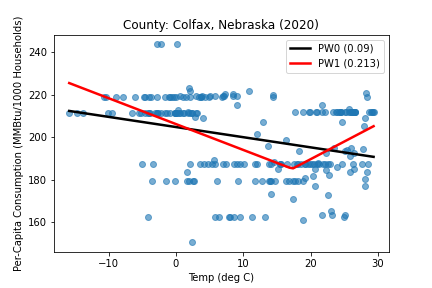 County: Colfax, Nebraska (2020)
Per-Capita Consumption (MMBtu/1000 Households)
240
220
200
180
160
PW0 (0.09)
PW1 (0.213)
−10
0
10
20
30
Temp (deg C)